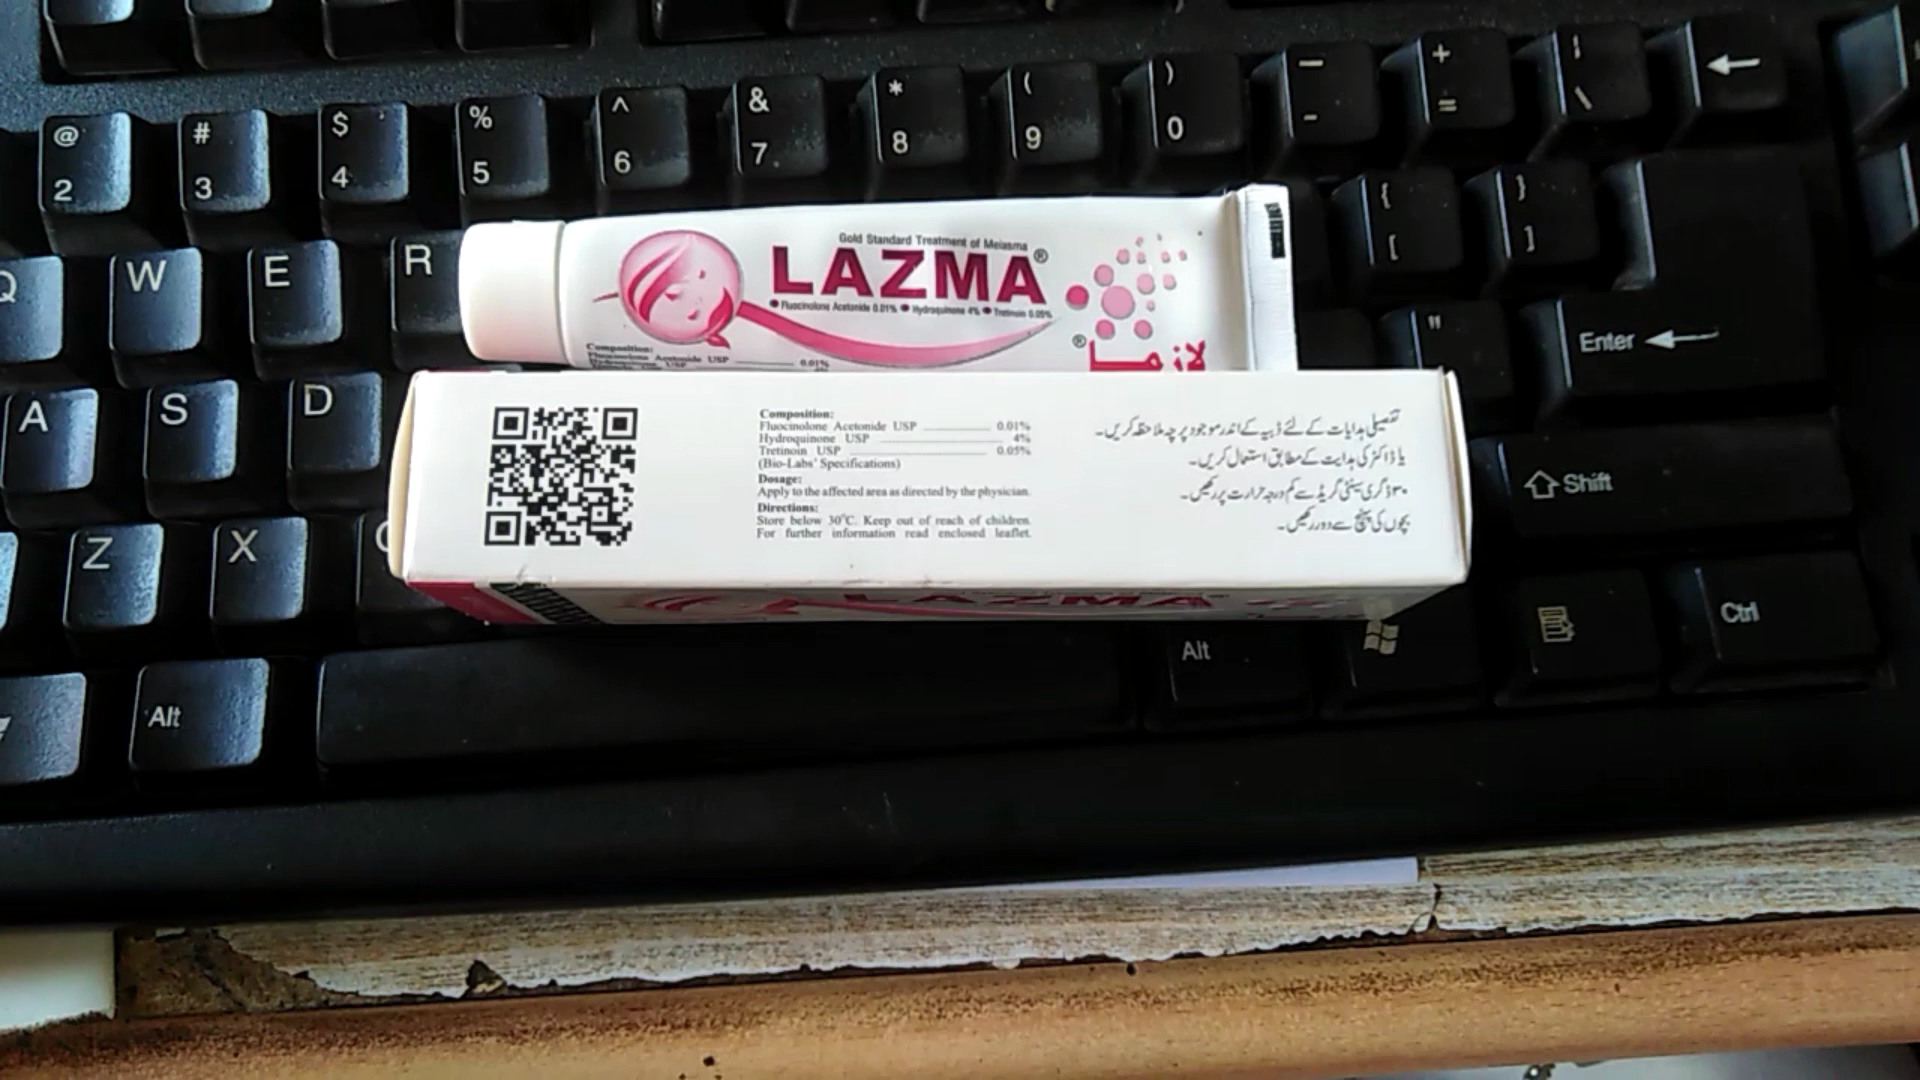 @ # $ % ^ & * ( ) — + |
2 3 4 5 6 7 8 9 0 - = \
Q W E R { }
[ ]
A S D " Enter
Z X Shift
Alt Alt Ctrl
Gold Standard Treatment of Melasma
LAZMA®
Fluocinolone Acetonide 0.01% Hydroquinone 4% Tretinoin 0.05%
Composition:
Fluocinolone Acetonide USP 0.01%
Hydroquinone USP
® لازما
Composition:
Fluocinolone Acetonide USP 0.01%
Hydroquinone USP 4%
Tretinoin USP 0.05%
(Bio-Labs' Specifications)
Dosage:
Apply to the affected area as directed by the physician.
Directions:
Store below 30°C. Keep out of reach of children.
For further information read enclosed leaflet.
تفصیلی ہدایات کے لئے ڈبیہ کے اندر موجود پرچہ ملاحظہ کریں۔
یا ڈاکٹر کی ہدایت کے مطابق استعمال کریں۔
۳۰ ڈگری سینٹی گریڈ سے کم درجہ حرارت پر رکھیں۔
بچوں کی پہنچ سے دور رکھیں۔
LAZMA